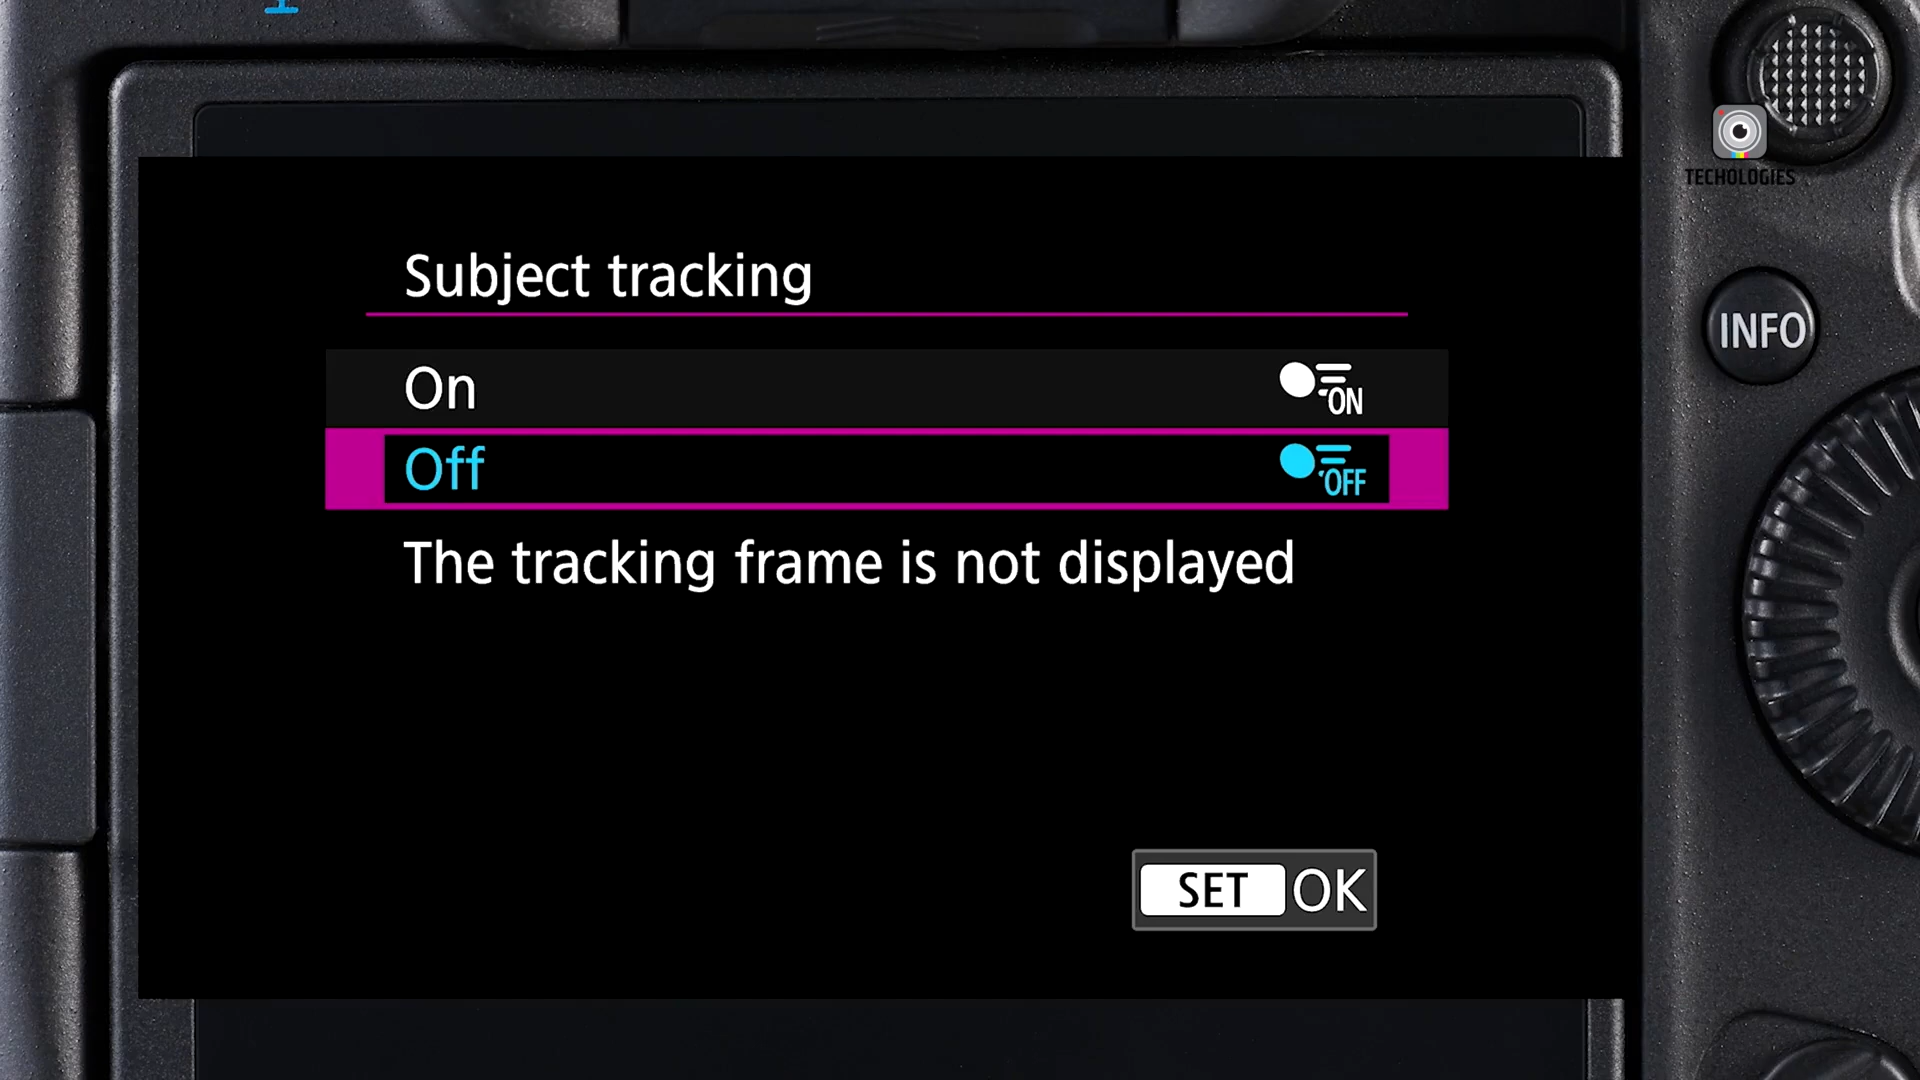 TECHOLOGIES
Subject tracking
INFO
On
ON
Off
OFF
The tracking frame is not displayed
SET OK